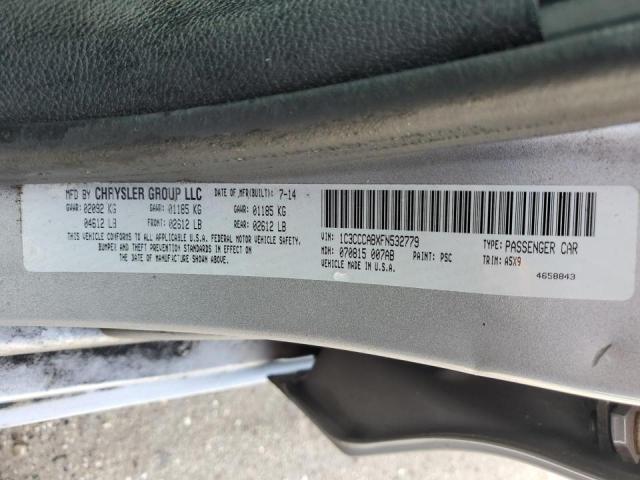 MFD BY CHRYSLER GROUP LLC DATE OF MFR(BUILT): 7-14
GVWR: 02092 KG GAWR: 01185 KG GAWR: 01185 KG
04612 LB FRONT: 02612 LB REAR: 02612 LB
THIS VEHICLE CONFORMS TO ALL APPLICABLE U.S.A. FEDERAL MOTOR VEHICLE SAFETY,
BUMPER AND THEFT PREVENTION STANDARDS IN EFFECT ON
THE DATE OF MANUFACTURE SHOWN ABOVE.
VIN: 1C3CCCABXFN532779 TYPE: PASSENGER CAR
MDH: 070815 007AB PAINT: PSC TRIM: A5X9
VEHICLE MADE IN U.S.A.
4658843